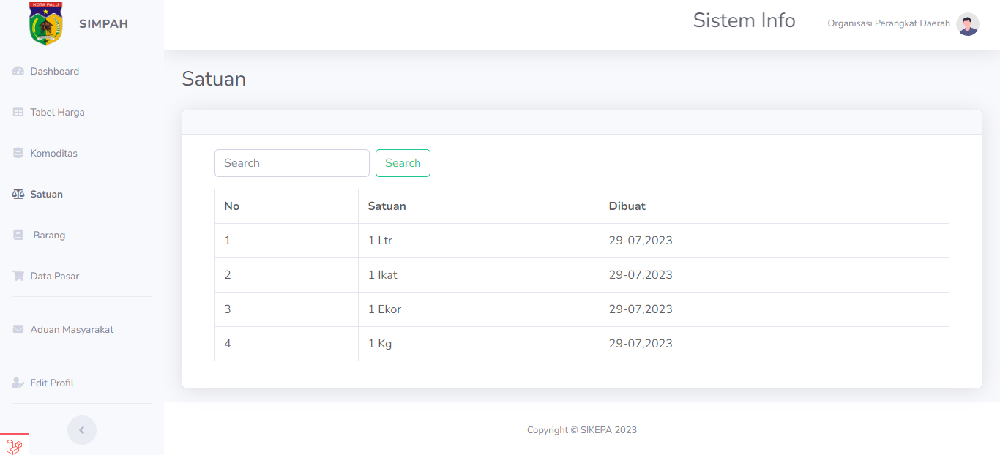 KOTA PALU
SIMPAH
Sistem Info
Organisasi Perangkat Daerah
Dashboard
Tabel Harga
Komoditas
Satuan
Barang
Data Pasar
Aduan Masyarakat
Edit Profil
Satuan
Search Search
No Satuan Dibuat
1 1 Ltr 29-07,2023
2 1 Ikat 29-07,2023
3 1 Ekor 29-07,2023
4 1 Kg 29-07,2023
Copyright © SIKEPA 2023